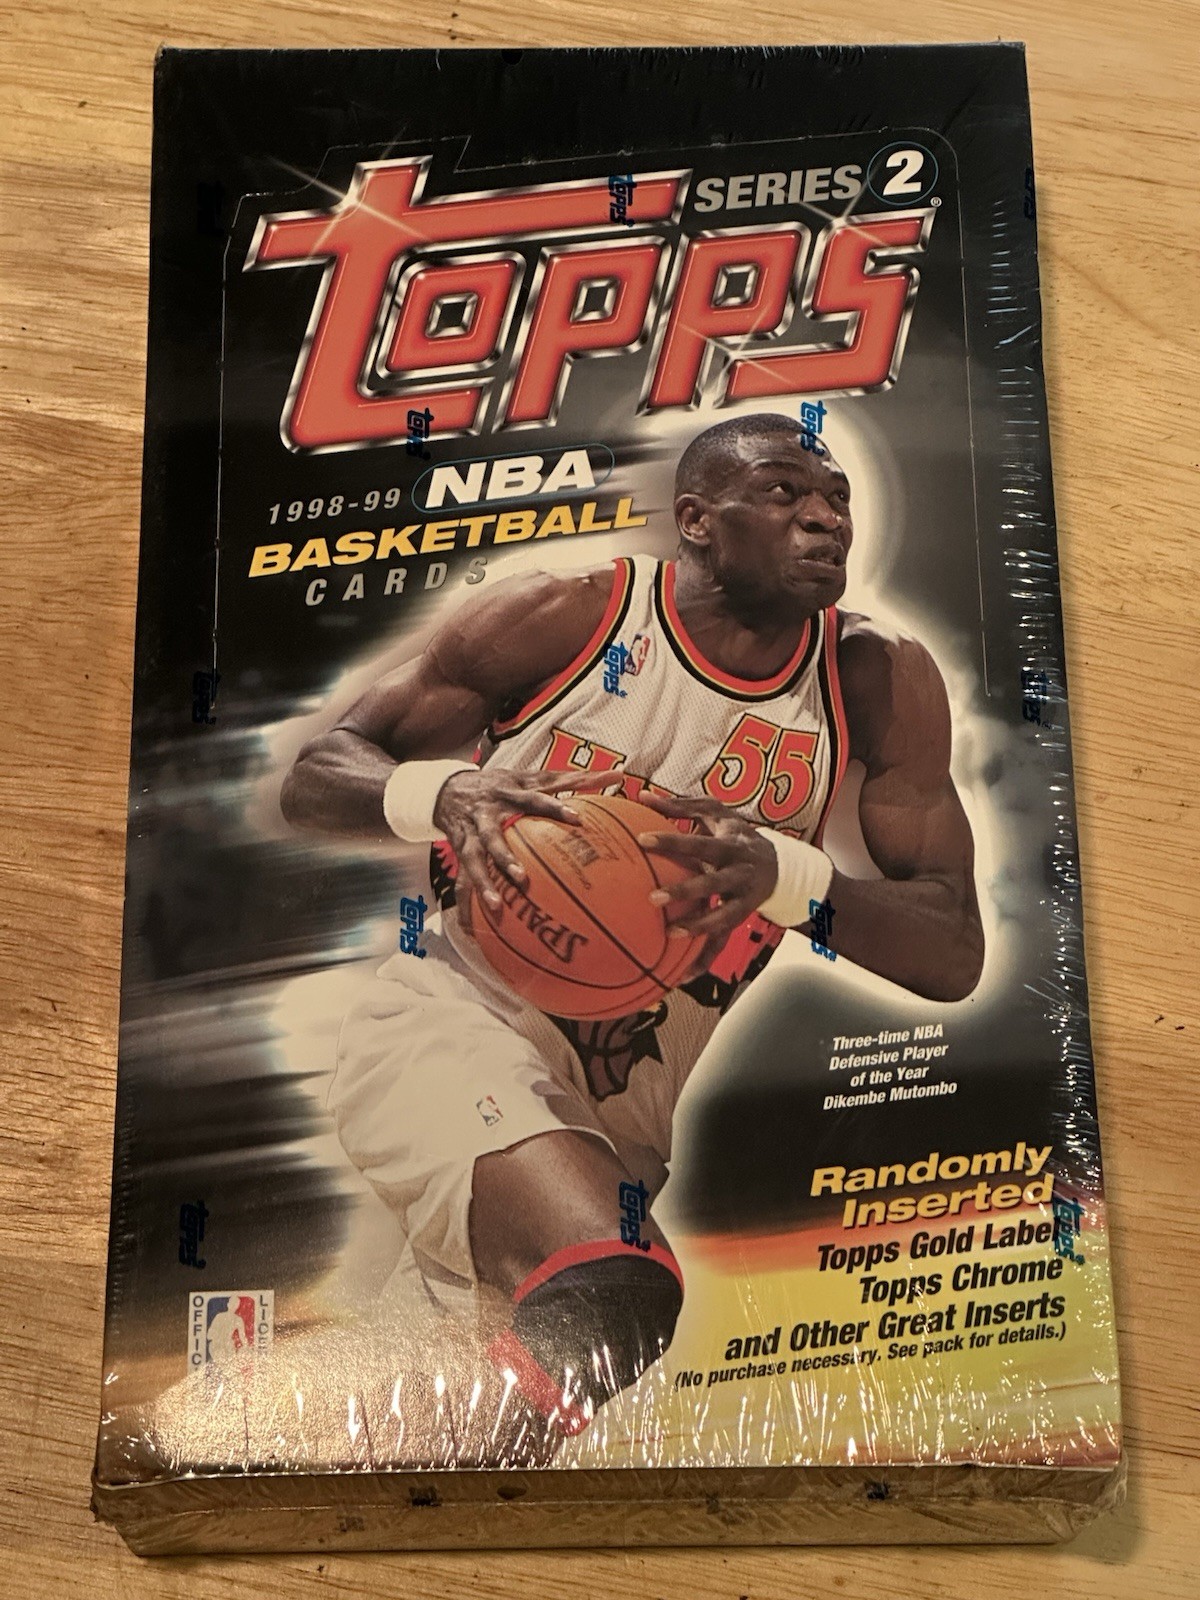 SERIES 2
topps®
1998-99 NBA
BASKETBALL
CARDS
55
SPALDING
Three-time NBA
Defensive Player
of the Year
Dikembe Mutombo
Randomly
Inserted
Topps Gold Label
Topps Chrome
and Other Great Inserts
(No purchase necessary. See pack for details.)